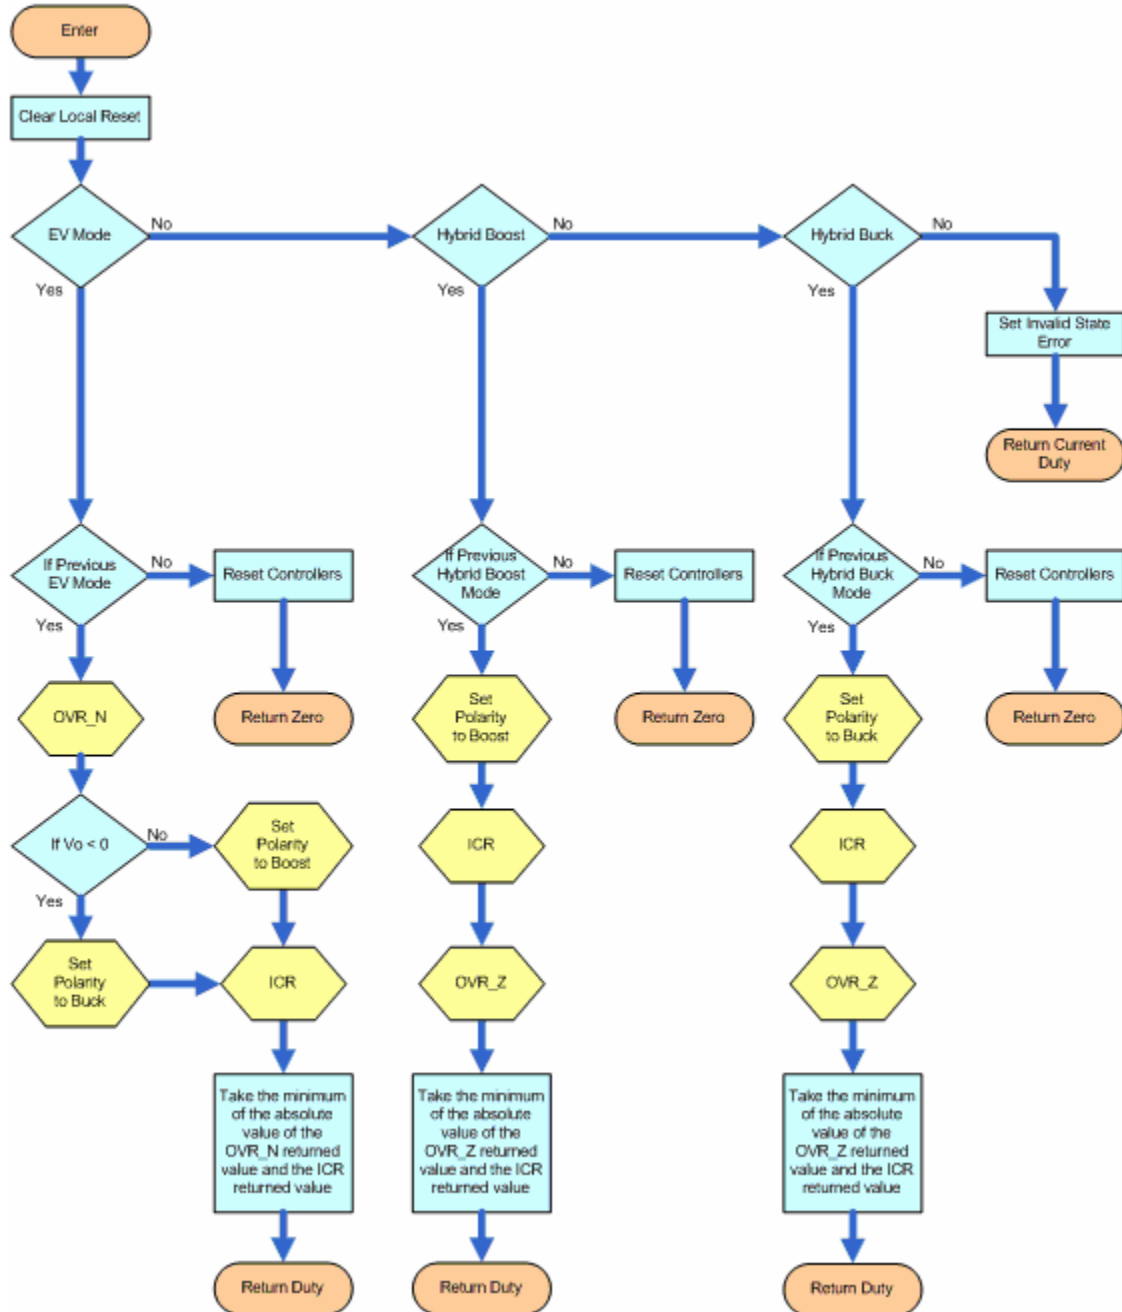 Enter
Clear Local Reset
EV Mode
No
Hybrid Boost
No
Hybrid Buck
No
Yes
Yes
Yes
Set Invalid State
Error
Return Current
Duty
If Previous
EV Mode
No
Reset Controllers
If Previous
Hybrid Boost
Mode
No
Reset Controllers
If Previous
Hybrid Buck
Mode
No
Reset Controllers
Yes
Yes
Yes
OVR_N
Return Zero
Set
Polarity
to Boost
Return Zero
Set
Polarity
to Buck
Return Zero
If Vo < 0
No
Set
Polarity
to Boost
ICR
ICR
Yes
Set
Polarity
to Buck
ICR
OVR_Z
OVR_Z
Take the minimum
of the absolute
value of the
OVR_N returned
value and the ICR
returned value
Take the minimum
of the absolute
value of the
OVR_Z returned
value and the ICR
returned value
Take the minimum
of the absolute
value of the
OVR_Z returned
value and the ICR
returned value
Return Duty
Return Duty
Return Duty